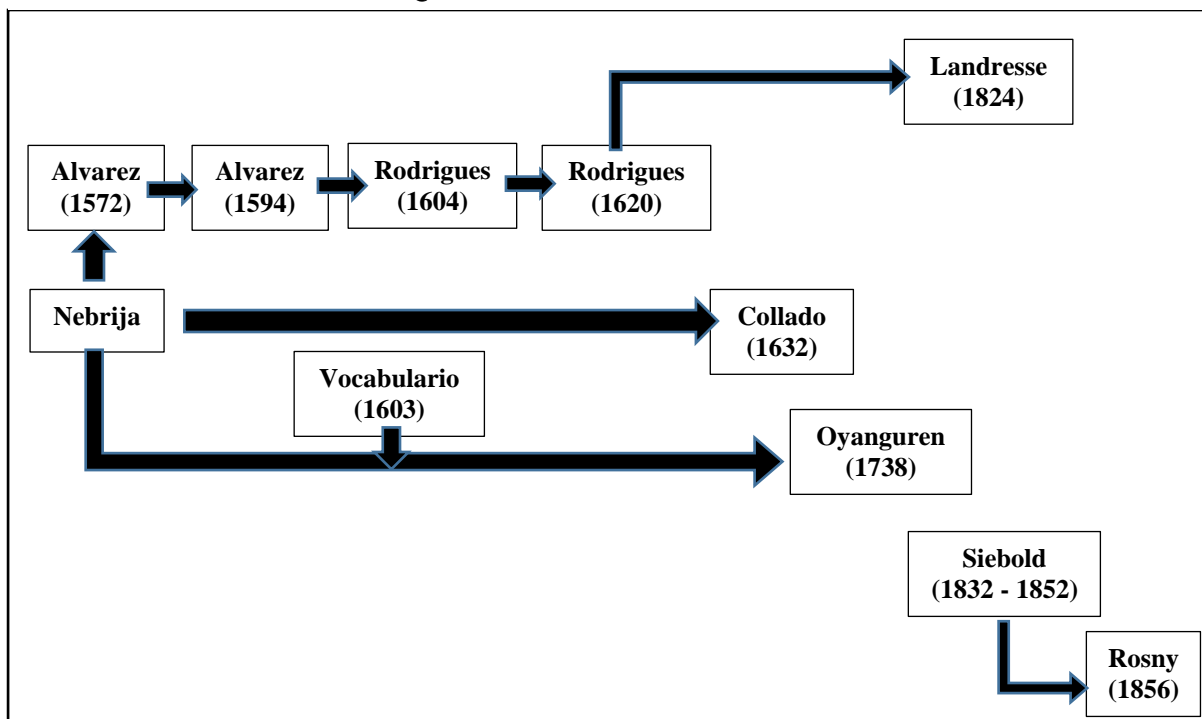 Landresse
(1824)
Alvarez
(1572)
Alvarez
(1594)
Rodrigues
(1604)
Rodrigues
(1620)
Nebrija
Collado
(1632)
Vocabulario
(1603)
Oyanguren
(1738)
Siebold
(1832 - 1852)
Rosny
(1856)